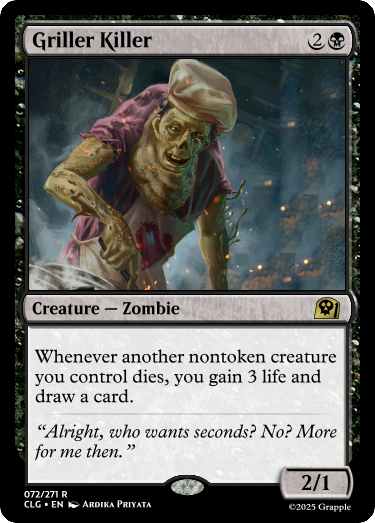 Griller Killer 2
Creature — Zombie
Whenever another nontoken creature
you control dies, you gain 3 life and
draw a card.
“Alright, who wants seconds? No? More
for me then.”
2/1
072/271 R
CLG • EN Ardika Priyata
©2025 Grapple